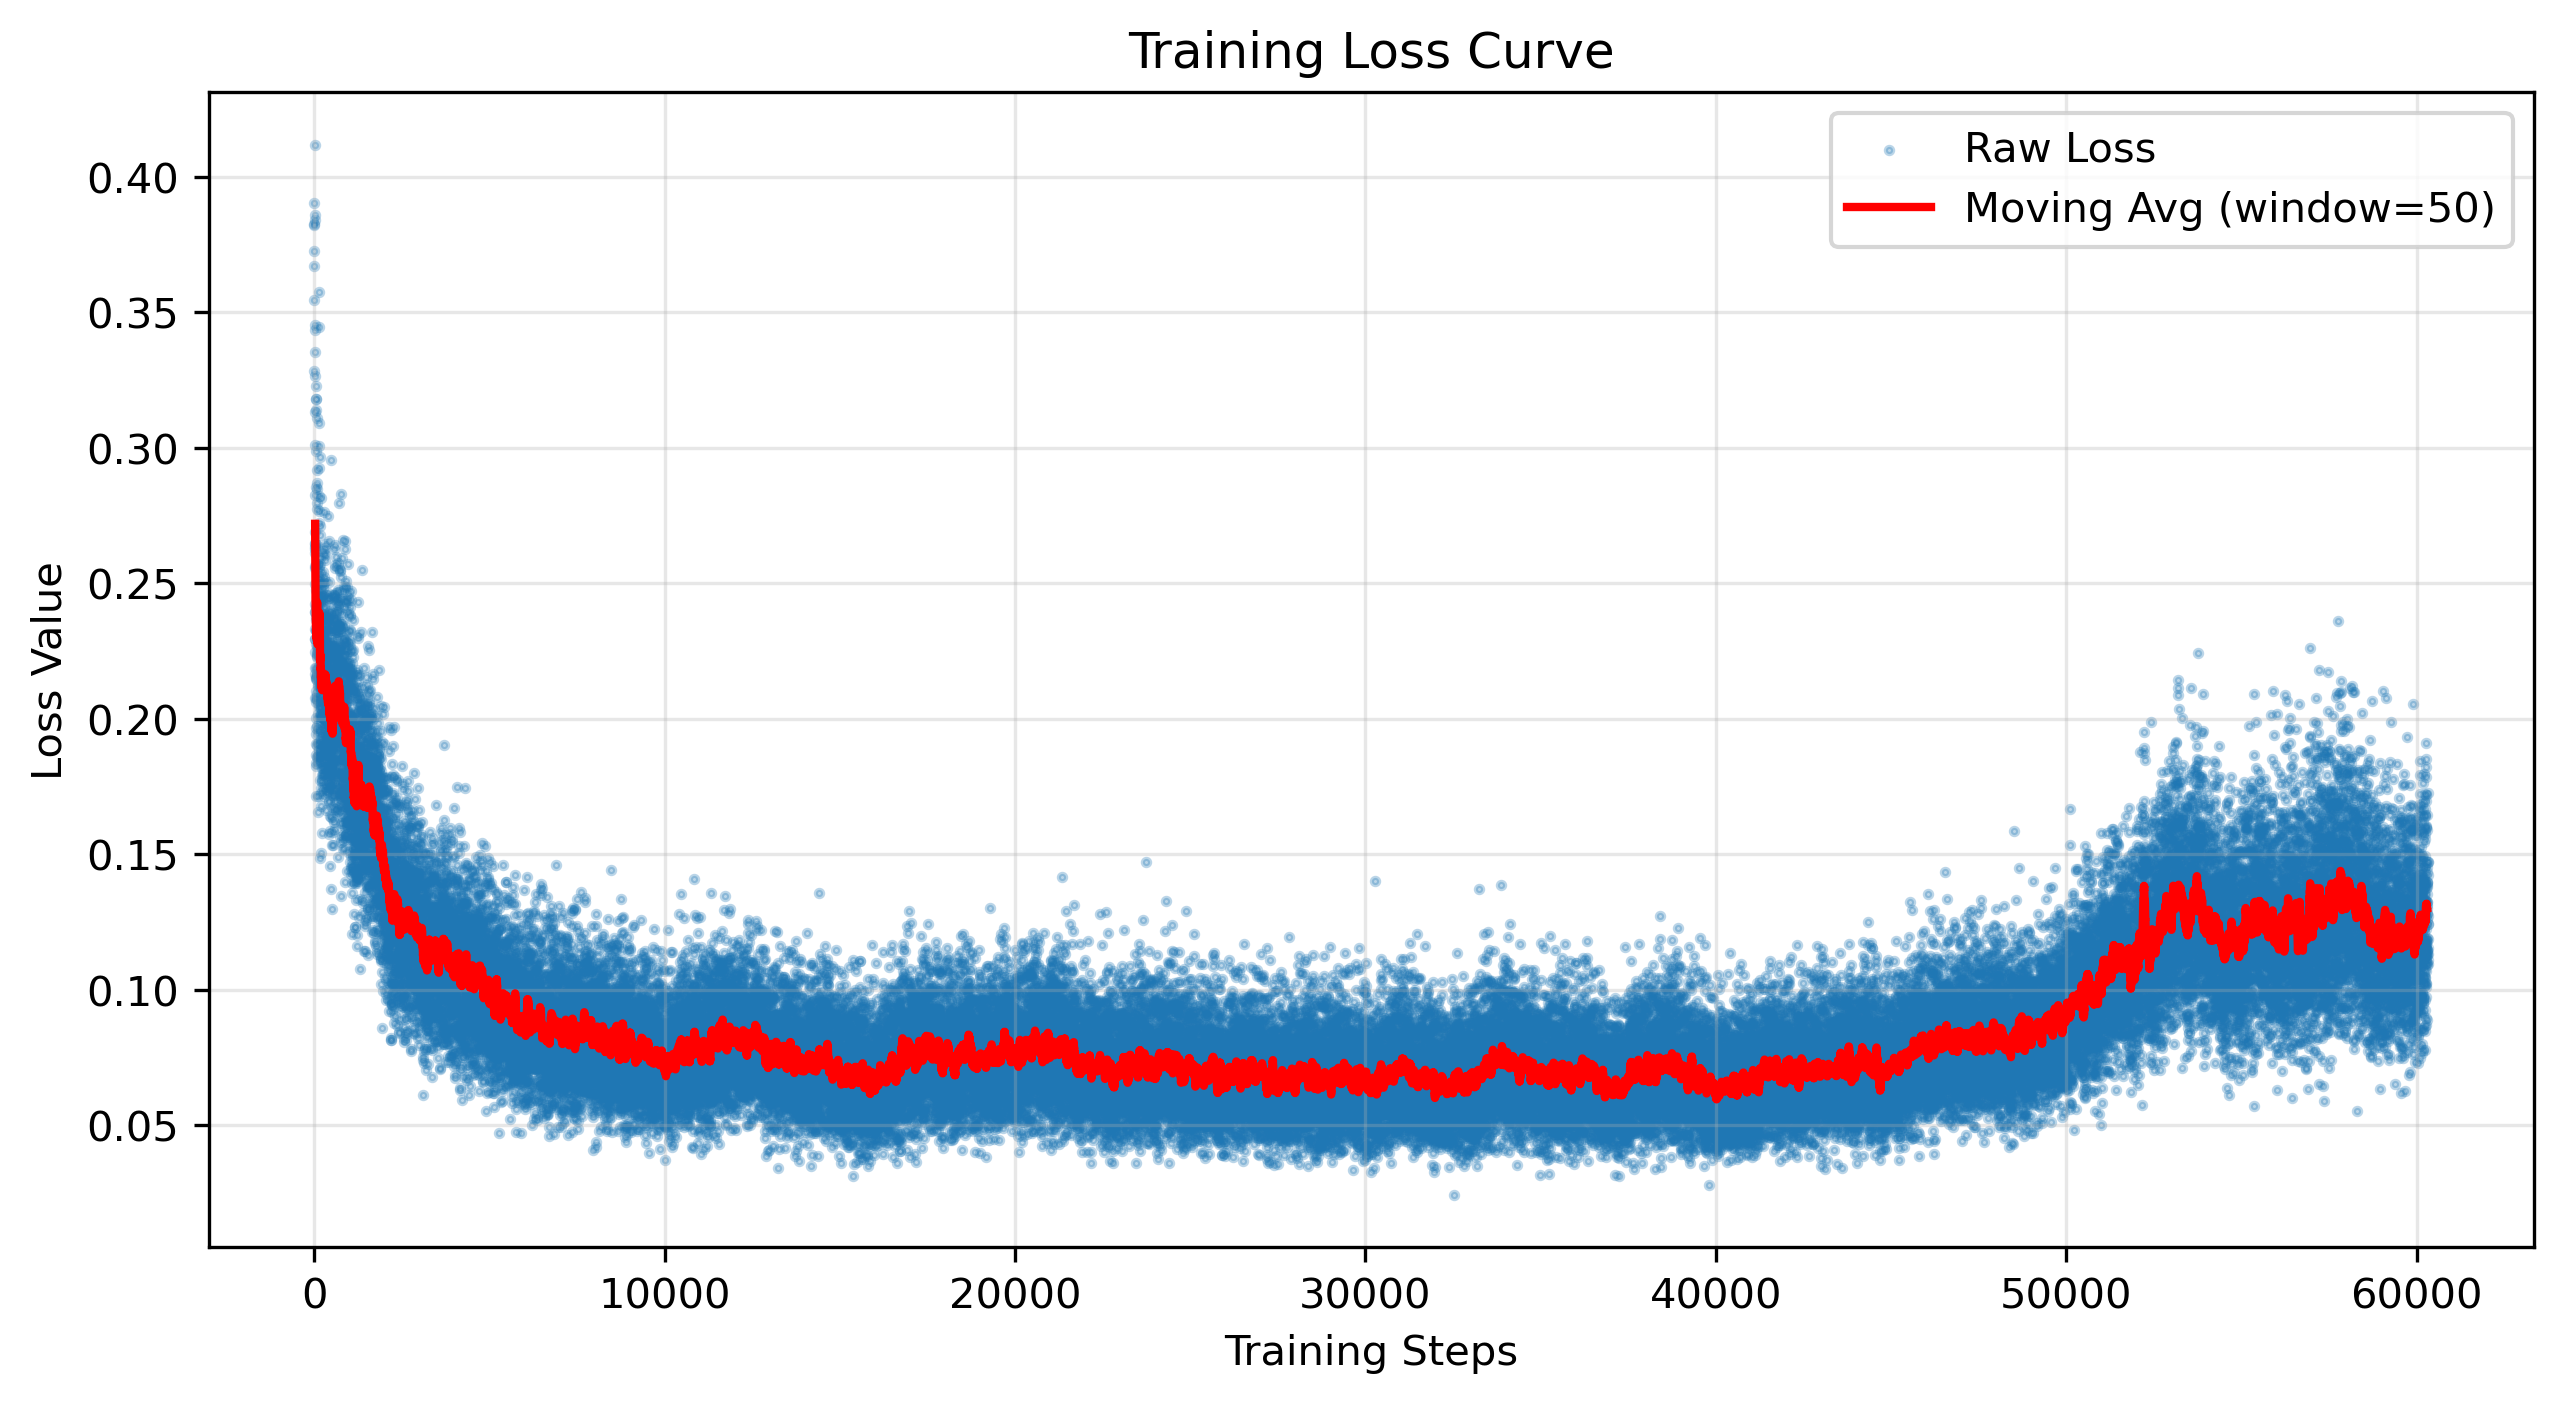 Training Loss Curve
Raw Loss
Moving Avg (window=50)
Loss Value
0.40
0.35
0.30
0.25
0.20
0.15
0.10
0.05
0 10000 20000 30000 40000 50000 60000
Training Steps